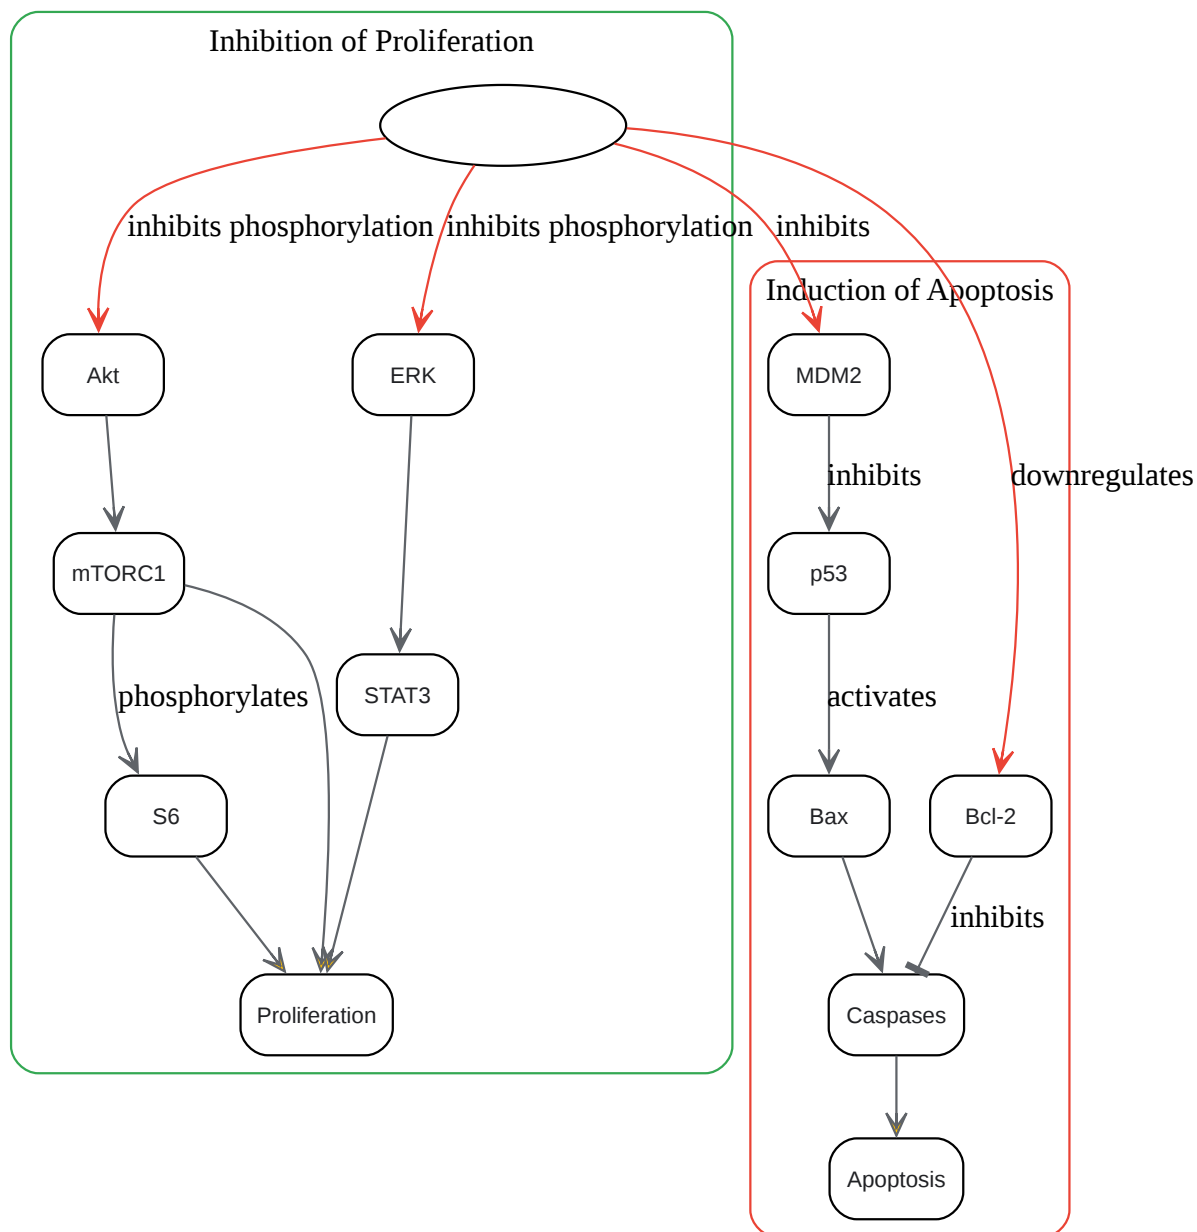 Inhibition of Proliferation
inhibits phosphorylation
inhibits phosphorylation
inhibits
Induction of Apoptosis
Akt
ERK
MDM2
inhibits
downregulates
mTORC1
p53
phosphorylates
STAT3
activates
S6
Bax
Bcl-2
inhibits
Proliferation
Caspases
Apoptosis